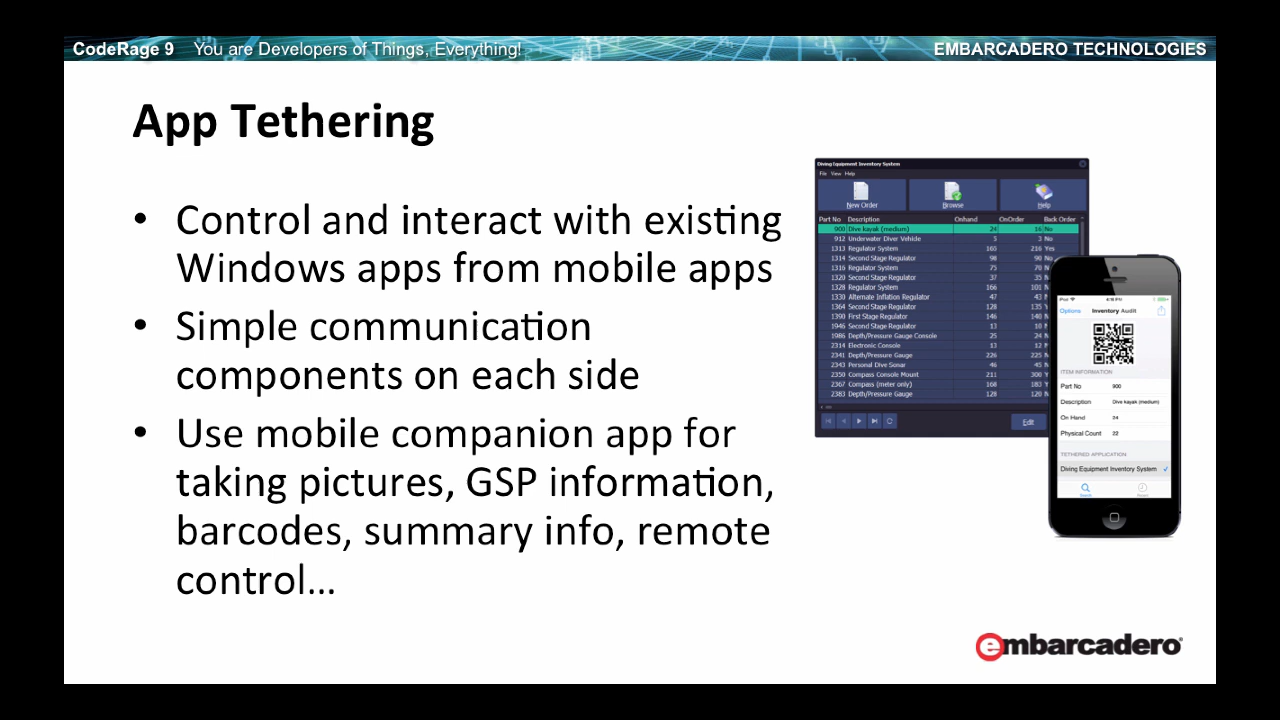 CodeRage 9 You are Developers of Things, Everything! EMBARCADERO TECHNOLOGIES
App Tethering
• Control and interact with existing
Windows apps from mobile apps
• Simple communication
components on each side
• Use mobile companion app for
taking pictures, GSP information,
barcodes, summary info, remote
control...
Diving Equipment Inventory System
File View Help
New Order Browse Help
Part No Description Onhand OnOrder Back Order
900 Dive kayak (medium) 24 16 No
912 Underwater Diver Vehicle 5 3 No
1313 Regulator System 165 216 Yes
1314 Second Stage Regulator 98 98 No
1316 Regulator System 75 70
1320 Second Stage Regulator 37 35
1328 Regulator System 166 101
1330 Alternate Inflation Regulator 47 43
1364 Second Stage Regulator 128 135
1390 First Stage Regulator 146 140
1946 Second Stage Regulator 13 10
1986 Depth/Pressure Gauge Console 25 24
2314 Electronic Console 13 12
2341 Depth/Pressure Gauge 226 225
2343 Personal Dive Sonar 46 45
2350 Compass Console Mount 211 300
2367 Compass (meter only) 168 183
2383 Depth/Pressure Gauge 128 120
Edit
iPod 4:18 PM
Options Inventory Audit
ITEM INFORMATION
Part No 900
Description Dive kayak (medium)
On Hand 24
Physical Count 22
TETHERED APPLICATION
Diving Equipment Inventory System
Search
embarcadero